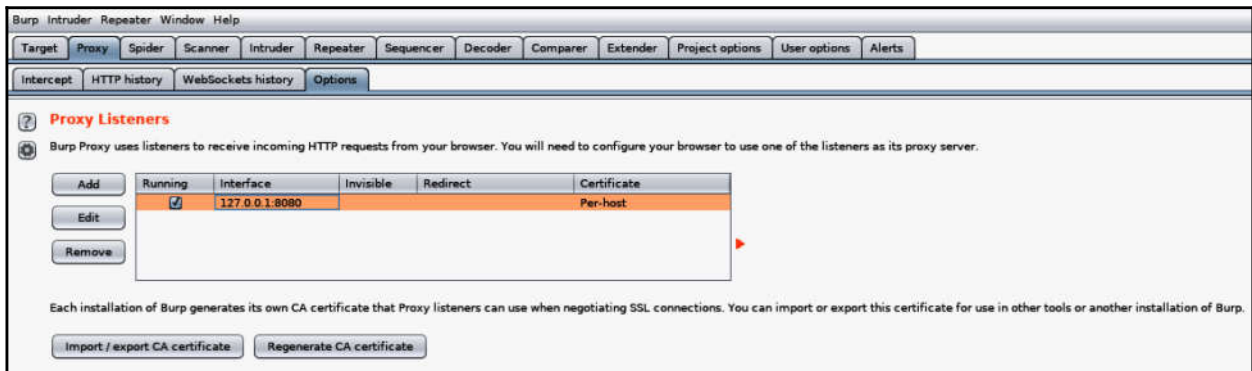 Burp Intruder Repeater Window Help
Target Proxy Spider Scanner Intruder Repeater Sequencer Decoder Comparer Extender Project options User options Alerts
Intercept HTTP history WebSockets history Options
? Proxy Listeners
Burp Proxy uses listeners to receive incoming HTTP requests from your browser. You will need to configure your browser to use one of the listeners as its proxy server.
Add Running Interface Invisible Redirect Certificate
127.0.0.1:8080 Per-host
Edit
Remove
Each installation of Burp generates its own CA certificate that Proxy listeners can use when negotiating SSL connections. You can import or export this certificate for use in other tools or another installation of Burp.
Import / export CA certificate Regenerate CA certificate